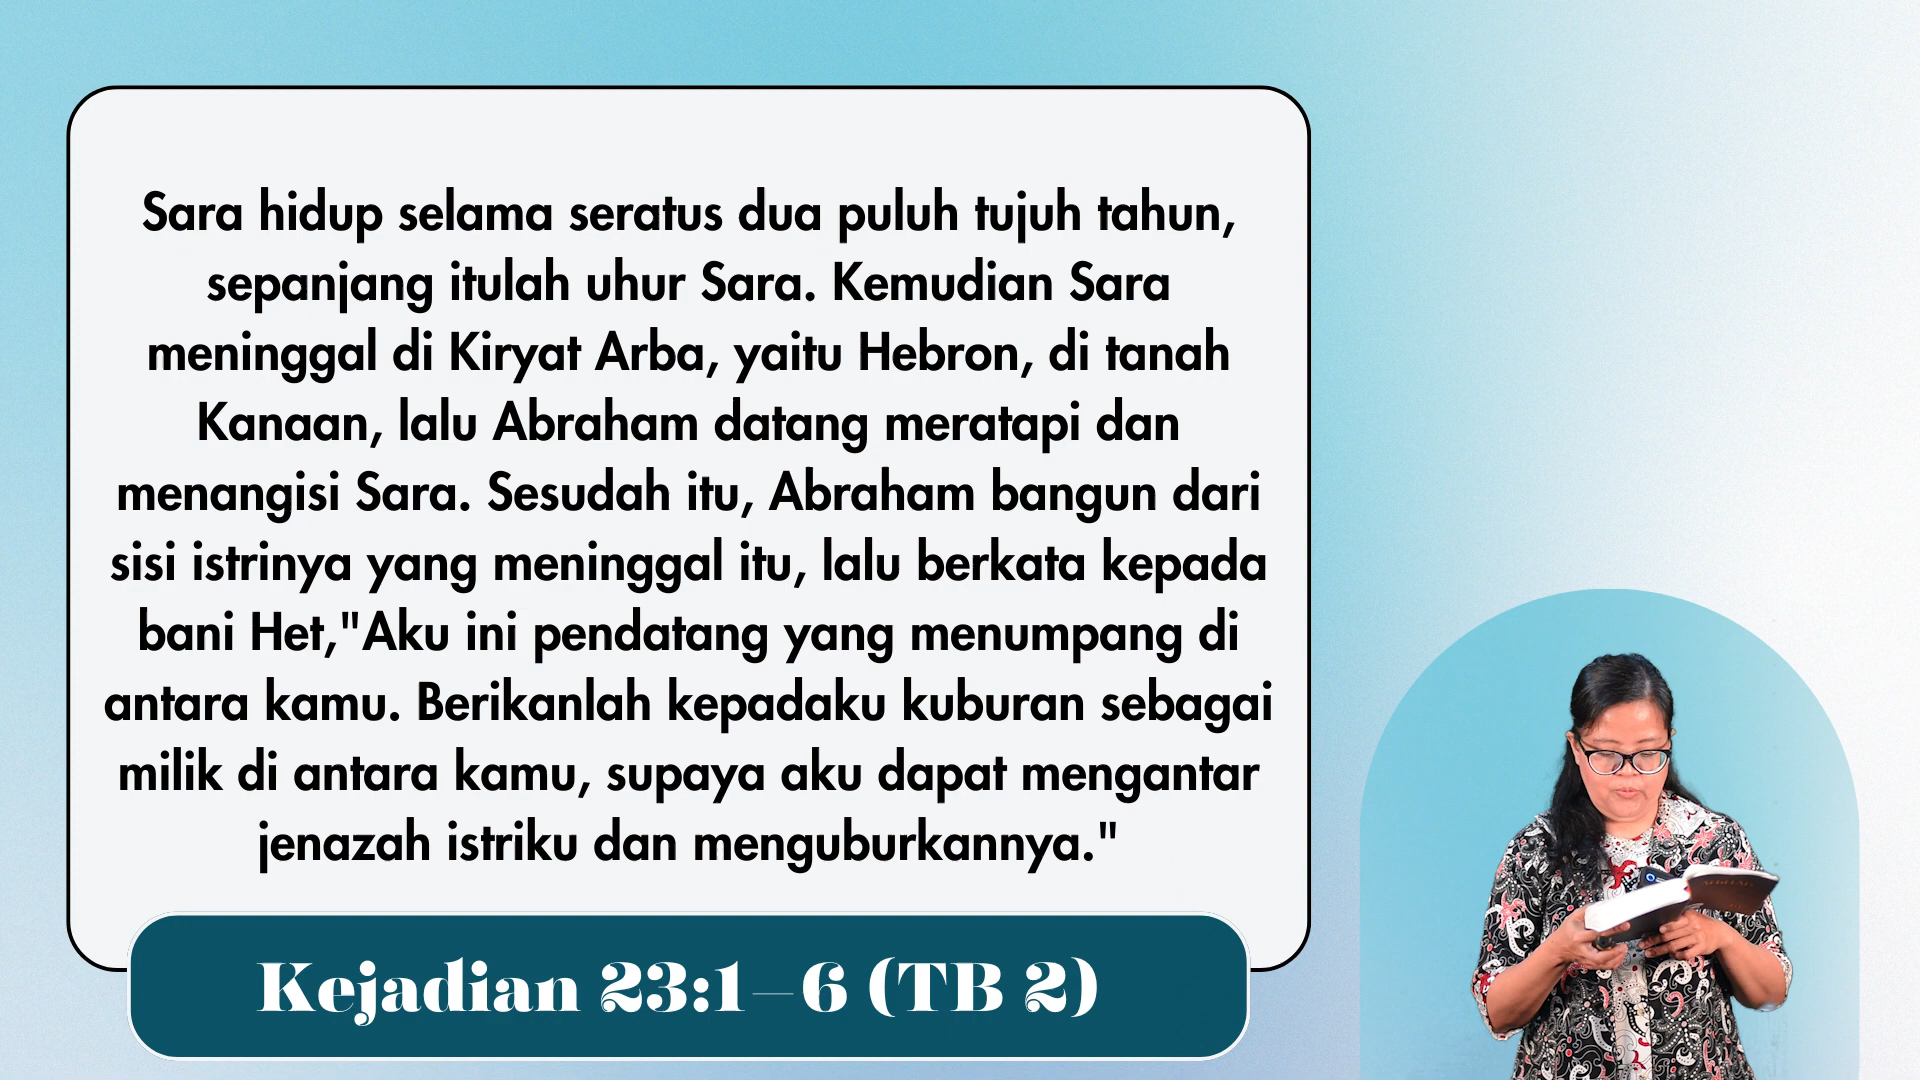 Sara hidup selama seratus dua puluh tujuh tahun,
sepanjang itulah uhur Sara. Kemudian Sara
meninggal di Kiryat Arba, yaitu Hebron, di tanah
Kanaan, lalu Abraham datang meratapi dan
menangisi Sara. Sesudah itu, Abraham bangun dari
sisi istrinya yang meninggal itu, lalu berkata kepada
bani Het,"Aku ini pendatang yang menumpang di
antara kamu. Berikanlah kepadaku kuburan sebagai
milik di antara kamu, supaya aku dapat mengantar
jenazah istriku dan menguburkannya."
Kejadian 23:1–6 (TB 2)